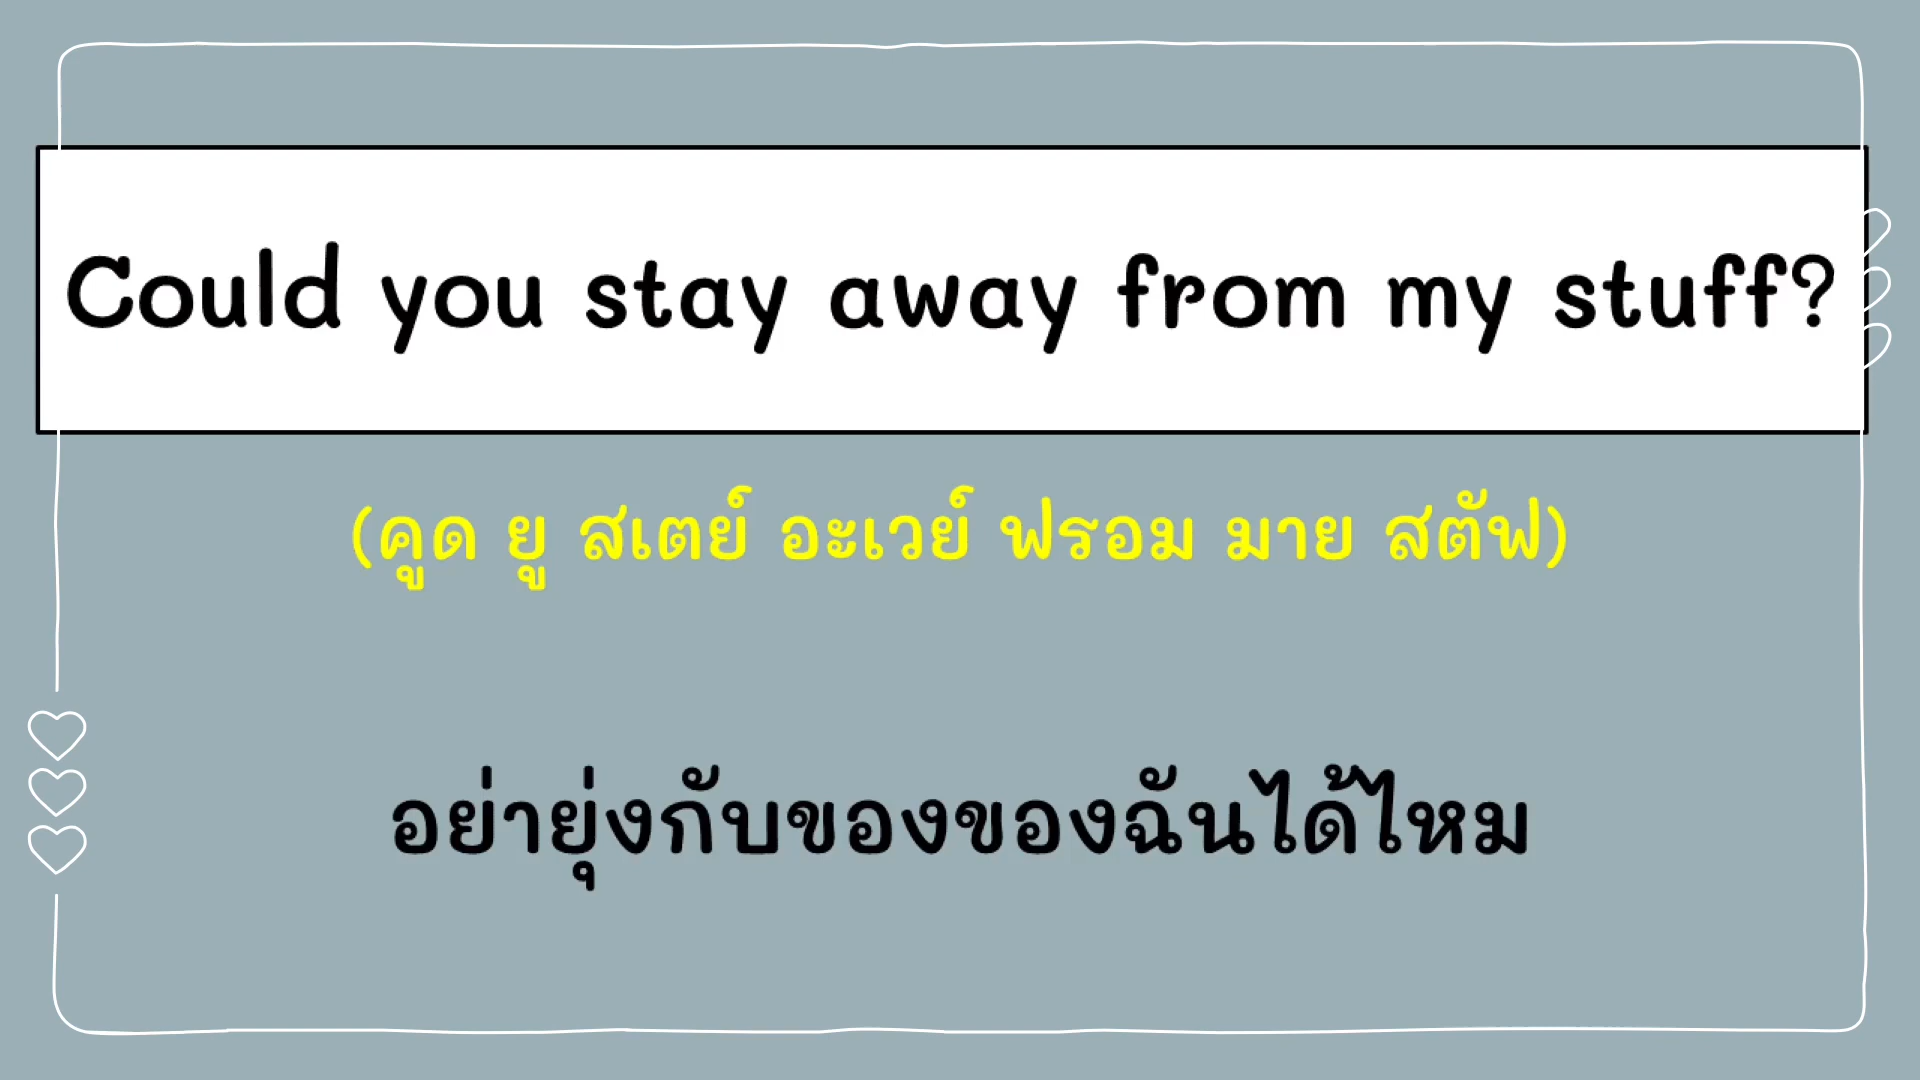 Could you stay away from my stuff?
(คูด ยู สเตย์ อะเวย์ ฟรอม มาย สตัฟ)
อย่ายุ่งกับของของฉันได้ไหม